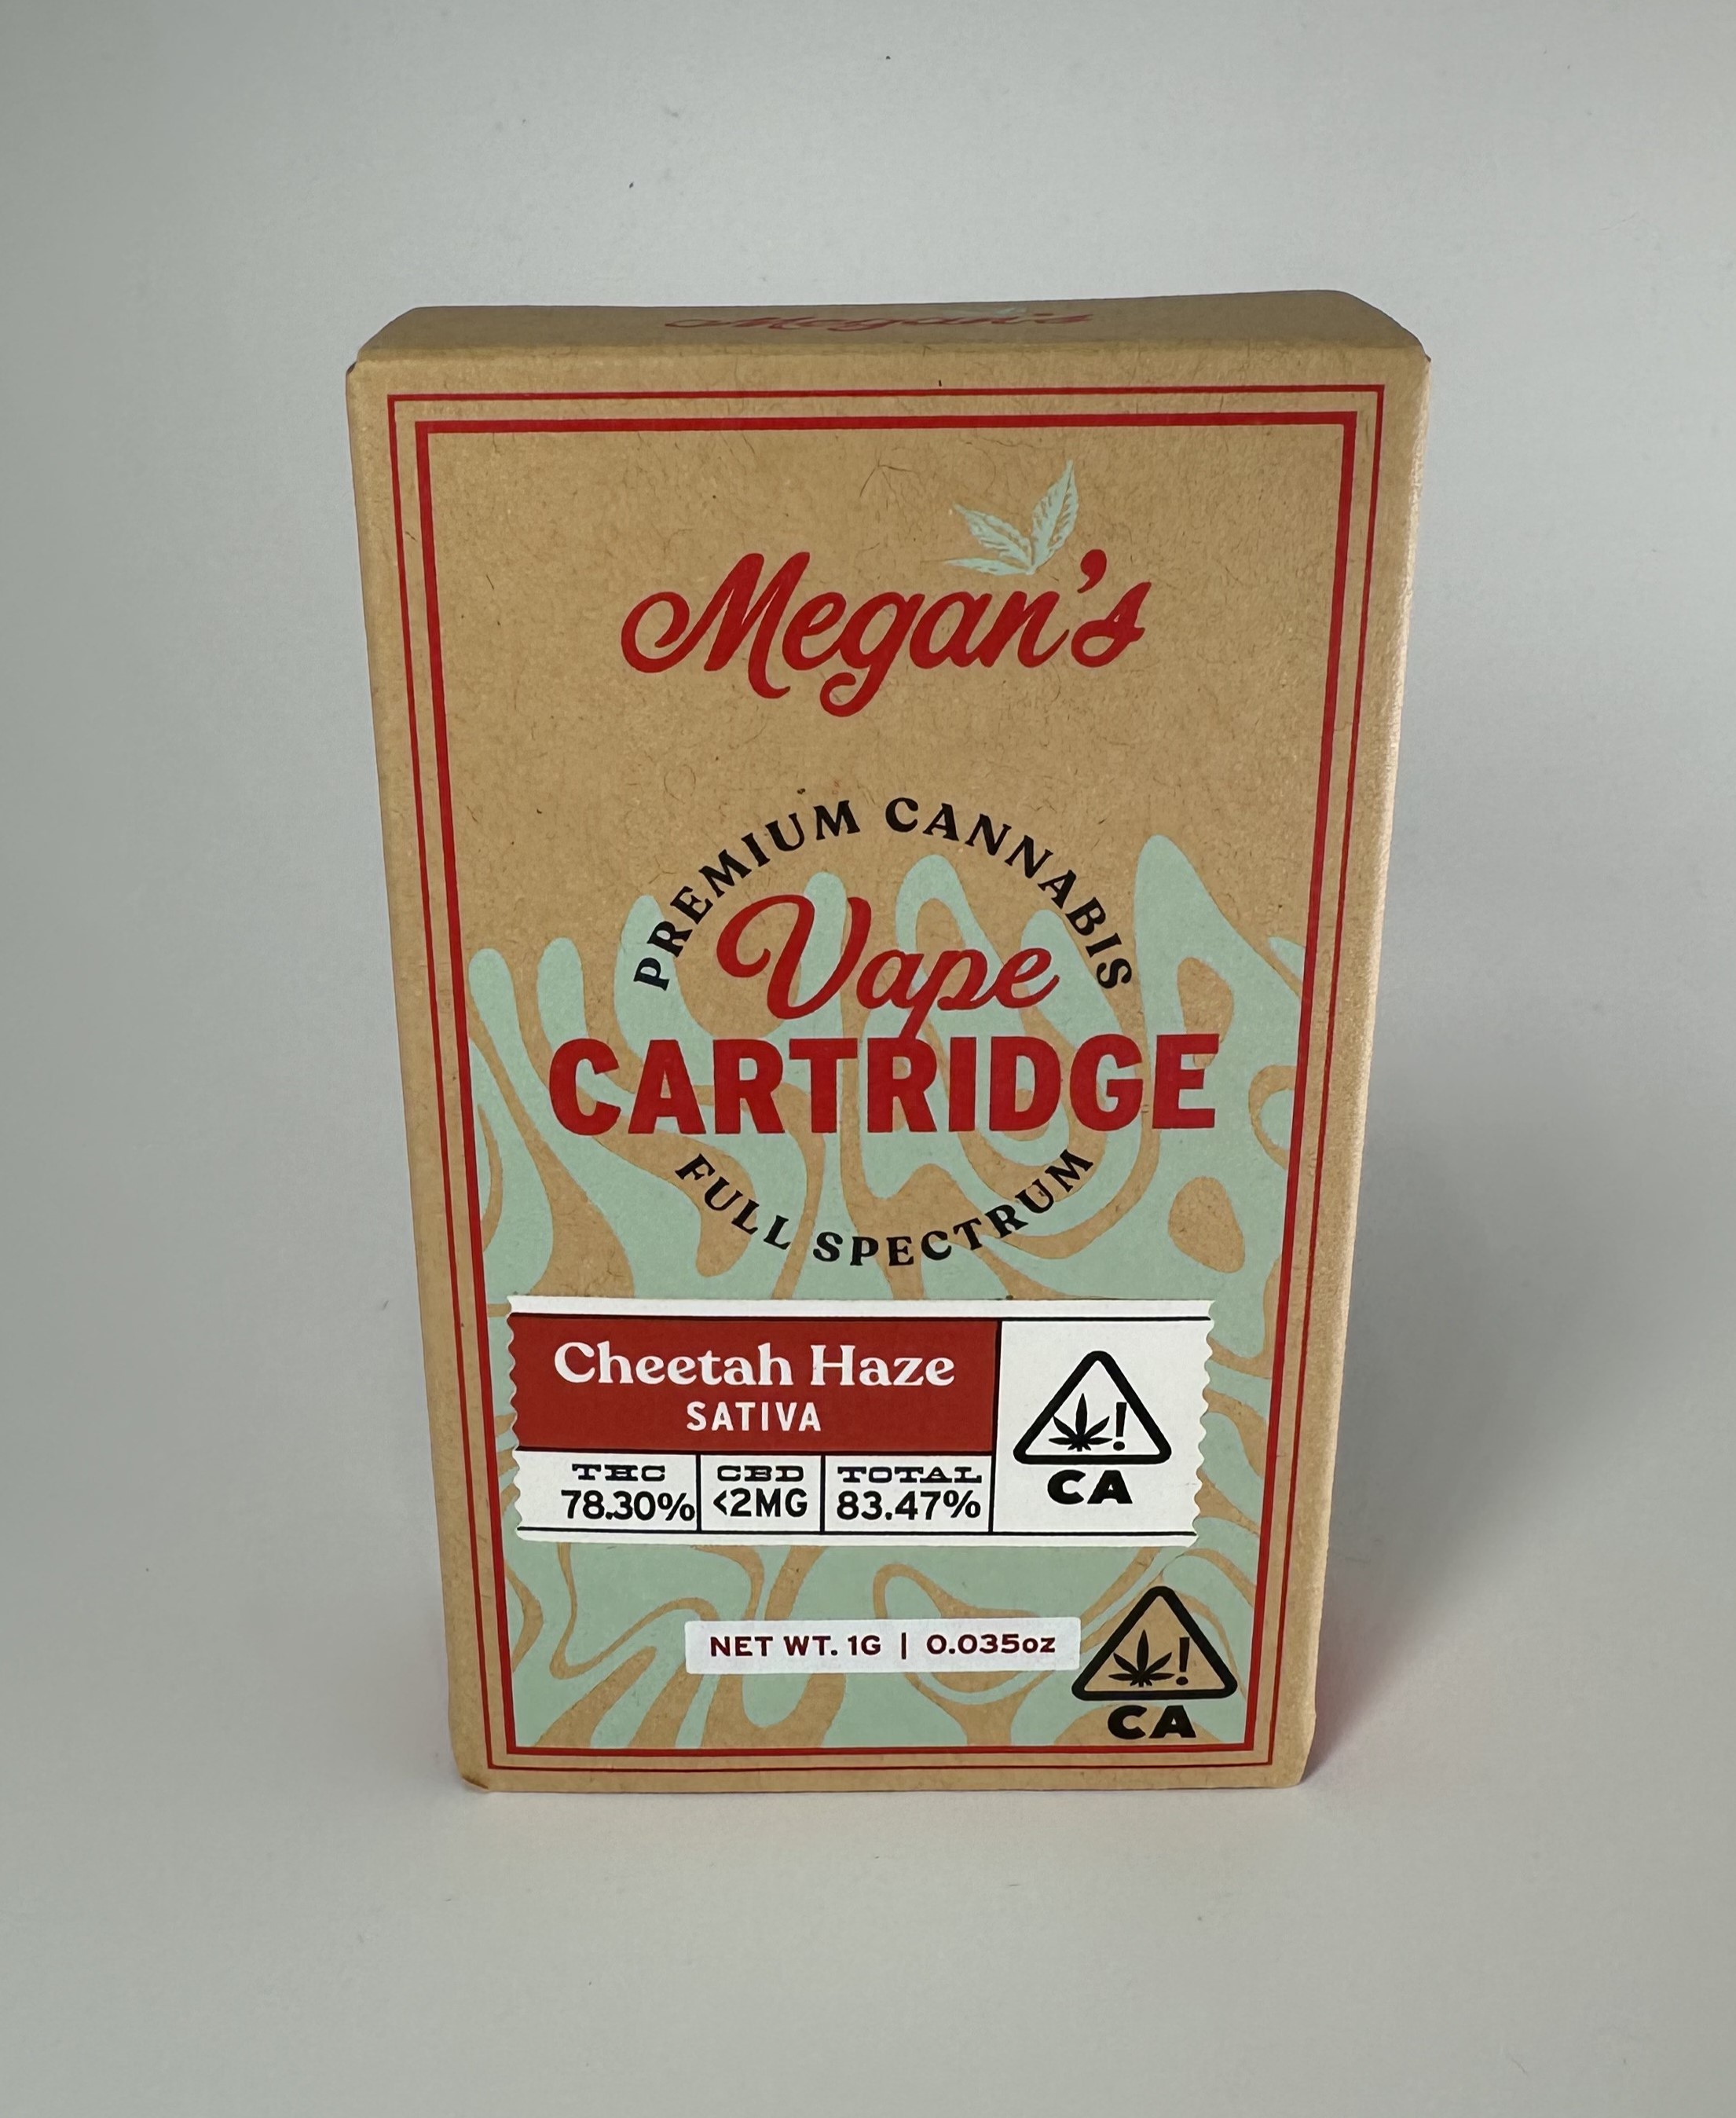 Megan's
Megan's
PREMIUM CANNABIS
Vape
CARTRIDGE
FULL SPECTRUM
Cheetah Haze
SATIVA
THC CBD TOTAL
78.30% <2MG 83.47%
CA
NET WT. 1G | 0.035oz
CA